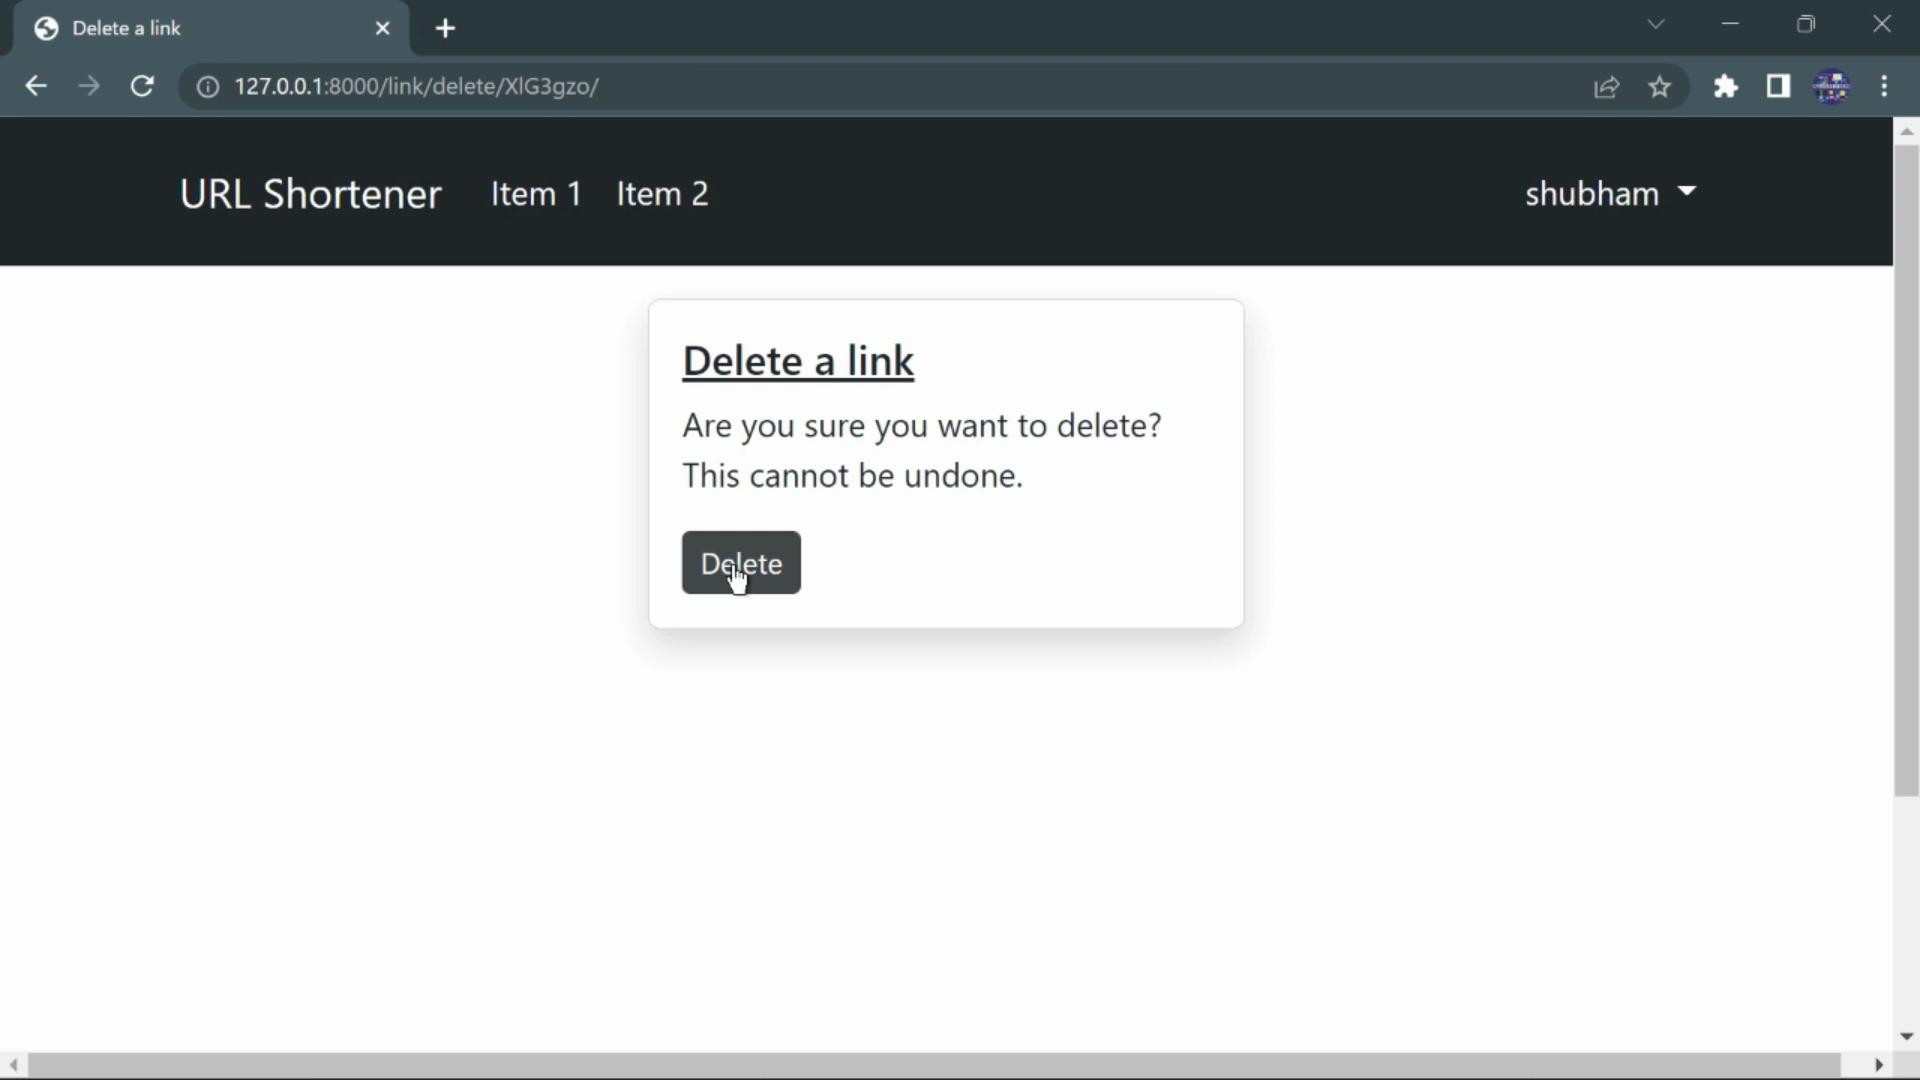 Delete a link
127.0.0.1:8000/link/delete/XlG3gzo/
URL Shortener Item 1 Item 2 shubham
Delete a link
Are you sure you want to delete?
This cannot be undone.
Delete